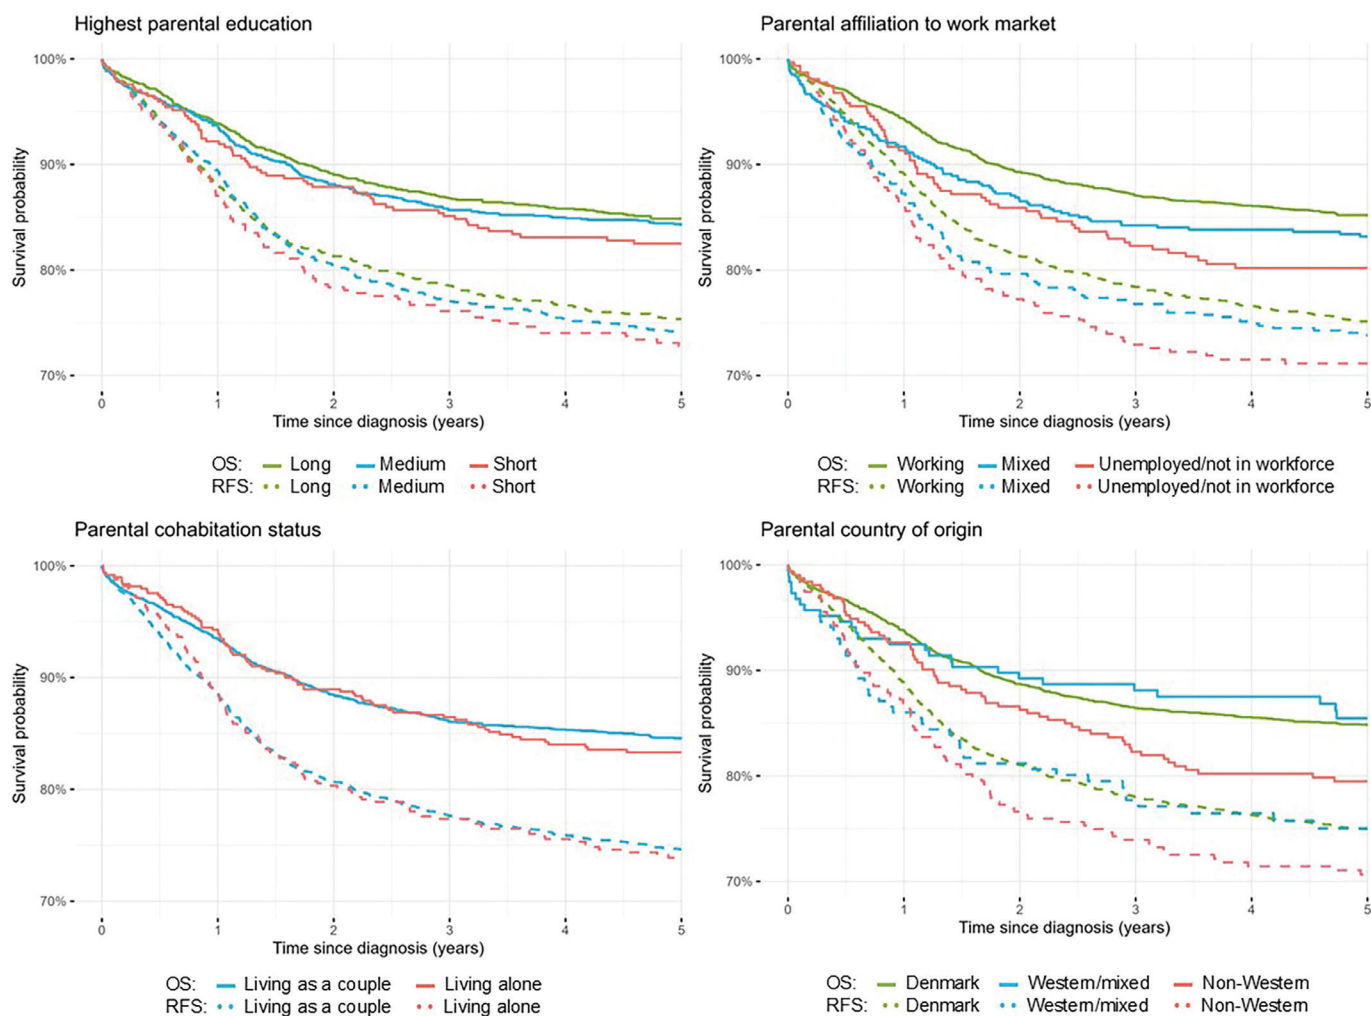 Highest parental education
Survival probability
100%
90%
80%
70%
0 1 2 3 4 5
Time since diagnosis (years)
OS: Long Medium Short
RFS: Long Medium Short
Parental affiliation to work market
Survival probability
100%
90%
80%
70%
0 1 2 3 4 5
Time since diagnosis (years)
OS: Working Mixed Unemployed/not in workforce
RFS: Working Mixed Unemployed/not in workforce
Parental cohabitation status
Survival probability
100%
90%
80%
70%
0 1 2 3 4 5
Time since diagnosis (years)
OS: Living as a couple Living alone
RFS: Living as a couple Living alone
Parental country of origin
Survival probability
100%
90%
80%
70%
0 1 2 3 4 5
Time since diagnosis (years)
OS: Denmark Western/mixed Non-Western
RFS: Denmark Western/mixed Non-Western